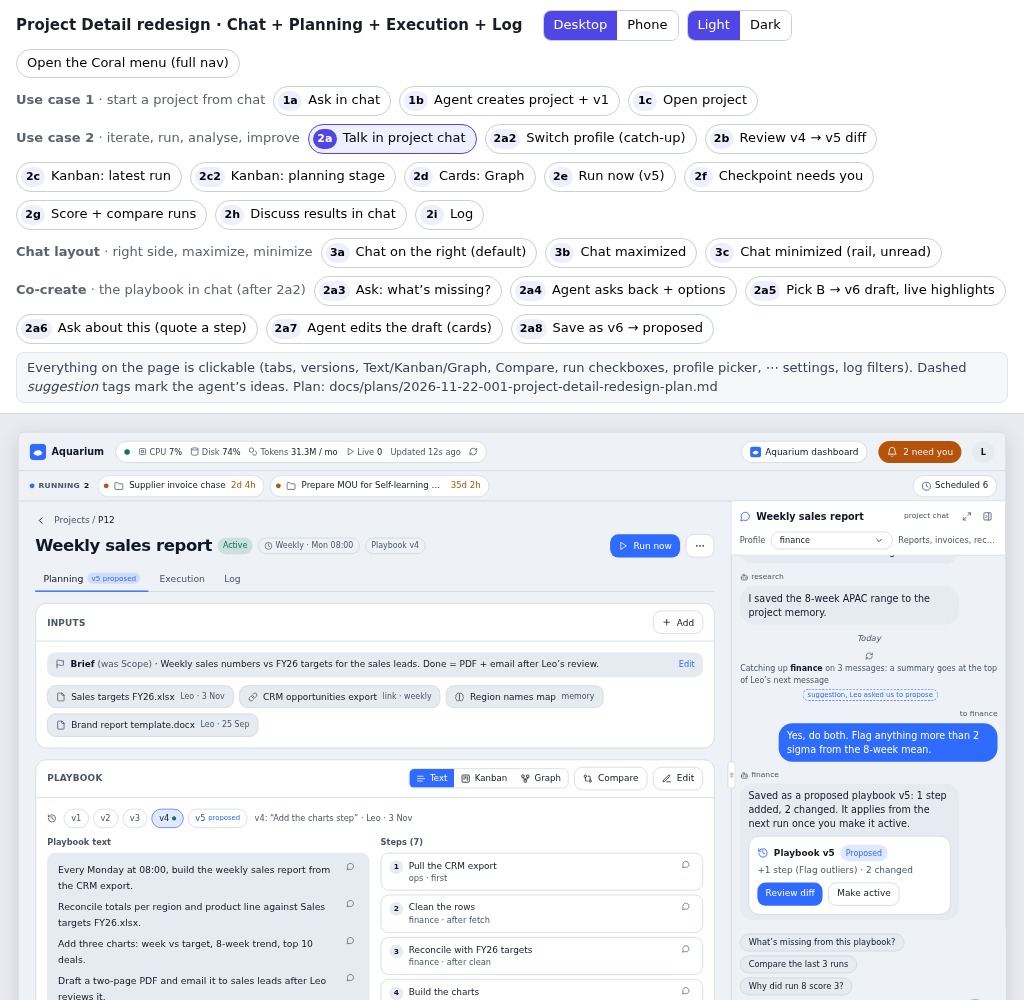 Project Detail redesign · Chat + Planning + Execution + Log
Desktop Phone Light Dark
Open the Coral menu (full nav)
Use case 1 · start a project from chat 1a Ask in chat 1b Agent creates project + v1 1c Open project
Use case 2 · iterate, run, analyse, improve 2a Talk in project chat 2a2 Switch profile (catch-up) 2b Review v4 → v5 diff
2c Kanban: latest run 2c2 Kanban: planning stage 2d Cards: Graph 2e Run now (v5) 2f Checkpoint needs you
2g Score + compare runs 2h Discuss results in chat 2i Log
Chat layout · right side, maximize, minimize 3a Chat on the right (default) 3b Chat maximized 3c Chat minimized (rail, unread)
Co-create · the playbook in chat (after 2a2) 2a3 Ask: what’s missing? 2a4 Agent asks back + options 2a5 Pick B → v6 draft, live highlights
2a6 Ask about this (quote a step) 2a7 Agent edits the draft (cards) 2a8 Save as v6 → proposed
Everything on the page is clickable (tabs, versions, Text/Kanban/Graph, Compare, run checkboxes, profile picker, ··· settings, log filters). Dashed
suggestion tags mark the agent’s ideas. Plan: docs/plans/2026-11-22-001-project-detail-redesign-plan.md
Aquarium CPU 7% Disk 74% Tokens 31.3M / mo Live 0 Updated 12s ago Aquarium dashboard 2 need you L
RUNNING 2 Supplier invoice chase 2d 4h Prepare MOU for Self-learning ... 35d 2h Scheduled 6
Projects / P12
Weekly sales report Active Weekly · Mon 08:00 Playbook v4 Run now ···
Planning v5 proposed Execution Log
INPUTS + Add
Brief (was Scope) · Weekly sales numbers vs FY26 targets for the sales leads. Done = PDF + email after Leo’s review. Edit
Sales targets FY26.xlsx Leo · 3 Nov CRM opportunities export link · weekly Region names map memory
Brand report template.docx Leo · 25 Sep
PLAYBOOK Text Kanban Graph Compare Edit
v1 v2 v3 v4 v5 proposed v4: “Add the charts step” · Leo · 3 Nov
Playbook text
Every Monday at 08:00, build the weekly sales report from
the CRM export.
Reconcile totals per region and product line against Sales
targets FY26.xlsx.
Add three charts: week vs target, 8-week trend, top 10
deals.
Draft a two-page PDF and email it to sales leads after Leo
reviews it.
Steps (7)
1 Pull the CRM export
ops · first
2 Clean the rows
finance · after fetch
3 Reconcile with FY26 targets
finance · after clean
4 Build the charts
Weekly sales report project chat
Profile finance Reports, invoices, rec...
research
I saved the 8-week APAC range to the
project memory.
Today
Catching up finance on 3 messages: a summary goes at the top
of Leo’s next message
suggestion, Leo asked us to propose
to finance
Yes, do both. Flag anything more than 2
sigma from the 8-week mean.
finance
Saved as a proposed playbook v5: 1 step
added, 2 changed. It applies from the
next run once you make it active.
Playbook v5 Proposed
+1 step (Flag outliers) · 2 changed
Review diff Make active
What’s missing from this playbook?
Compare the last 3 runs
Why did run 8 score 3?